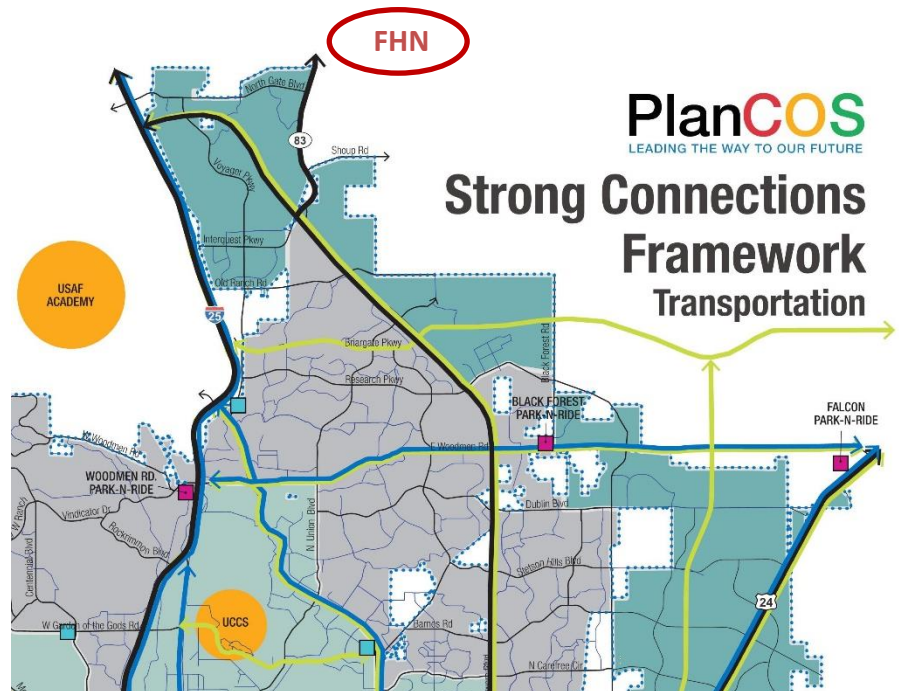 FHN
PlanCOS
LEADING THE WAY TO OUR FUTURE
Strong Connections
Framework
Transportation
North Gate Blvd
83
Shoup Rd
Voyager Pkwy
Interquest Pkwy
USAF
ACADEMY
Old Ranch Rd
25
Briargate Pkwy
Research Pkwy
Black Forest Rd
BLACK FOREST
PARK-N-RIDE
FALCON
PARK-N-RIDE
W Woodmen Rd
E Woodmen Rd
WOODMEN RD.
PARK-N-RIDE
Vindicator Dr
Rockrimmon Blvd
Centennial Blvd
N Union Blvd
Dublin Blvd
Stetson Hills Blvd
24
UCCS
W Garden of the Gods Rd
Barnes Rd
N Carefree Cir